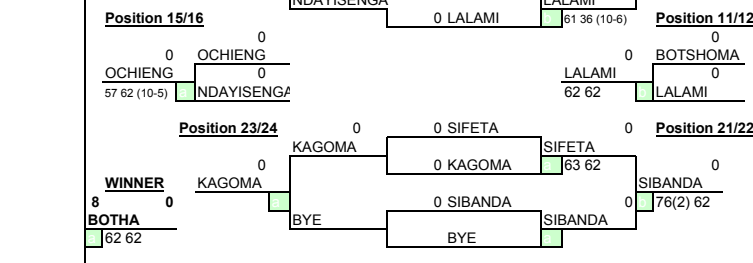 NDAYISENGA LALAMI
0 LALAMI 61 36 (10-6)
Position 15/16 Position 11/12
0 0
0 OCHIENG 0 BOTSHOMA
OCHIENG 0 LALAMI 0
57 62 (10-5) a NDAYISENGA 62 62 LALAMI
Position 23/24 0 0 SIFETA 0 Position 21/22
KAGOMA SIFETA
0 0 KAGOMA 63 62 0
WINNER KAGOMA SIBANDA
8 0 a 0 SIBANDA 0 76(2) 62
BOTHA BYE SIBANDA
a 62 62 BYE a